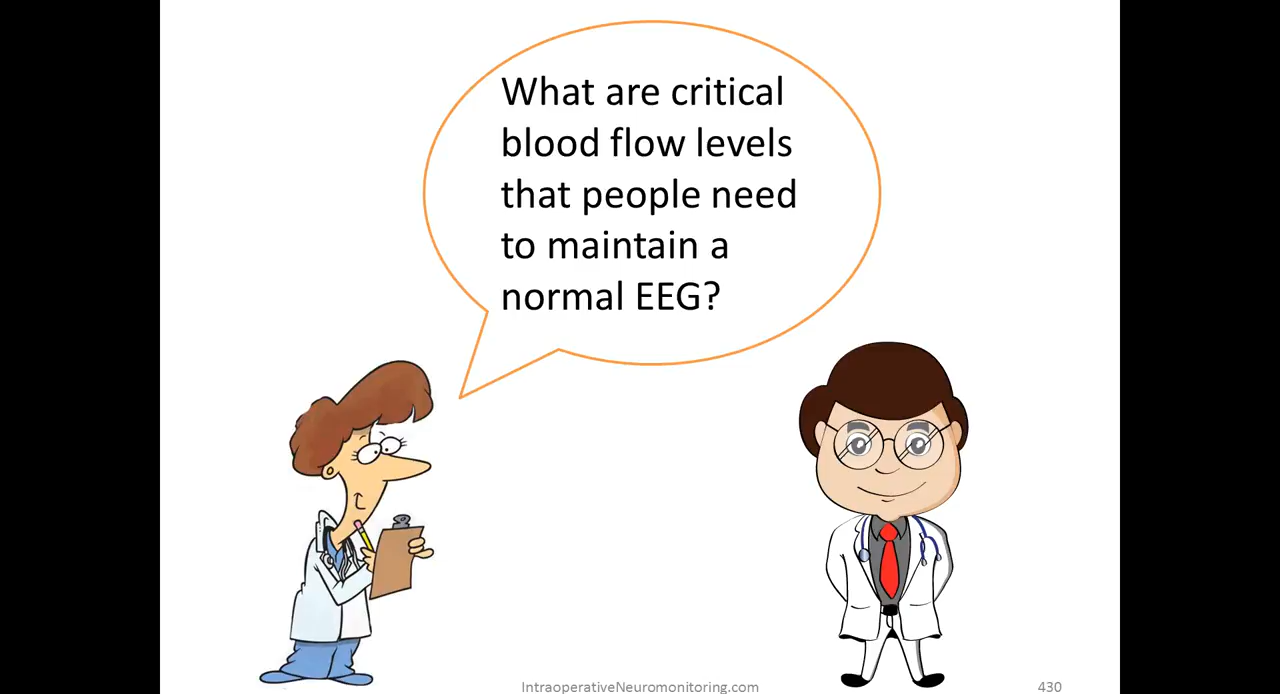 What are critical
blood flow levels
that people need
to maintain a
normal EEG?
IntraoperativeNeuromonitoring.com
430